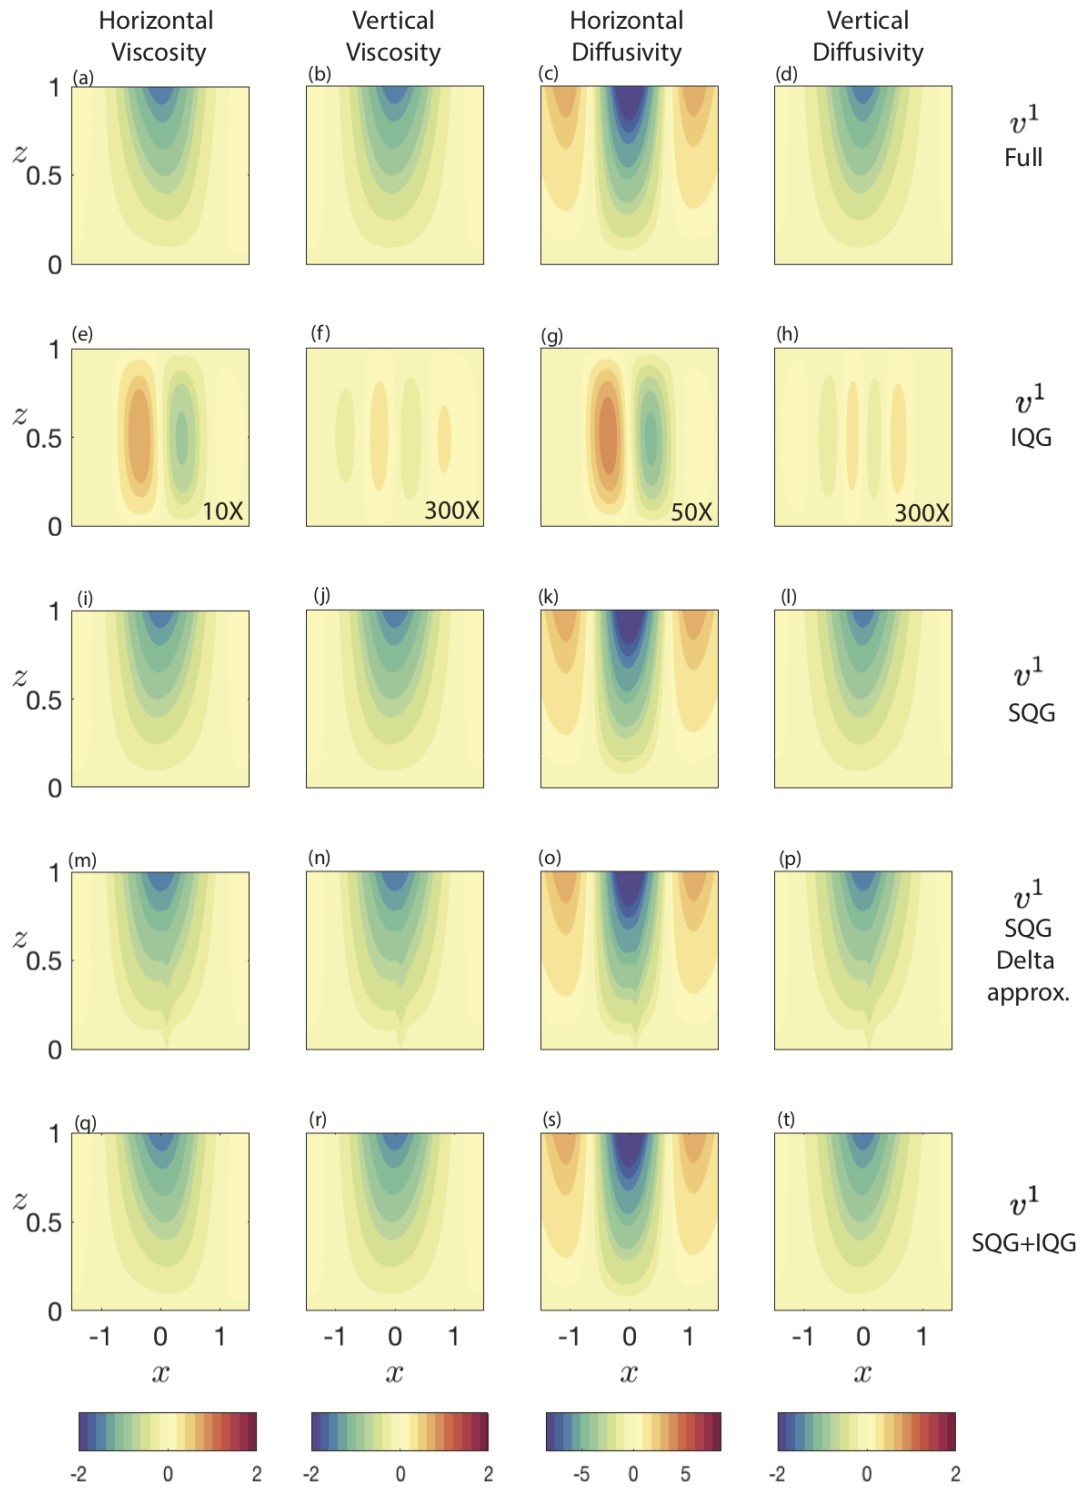 Horizontal Viscosity
Vertical Viscosity
Horizontal Diffusivity
Vertical Diffusivity
(a) (b) (c) (d)
1
z
0.5
0
v¹
Full
(e) (f) (g) (h)
1
z
0.5
0
10X 300X 50X 300X
v¹
IQG
(i) (j) (k) (l)
1
z
0.5
0
v¹
SQG
(m) (n) (o) (p)
1
z
0.5
0
v¹
SQG
Delta
approx.
(q) (r) (s) (t)
1
z
0.5
0
v¹
SQG+IQG
-1 0 1 -1 0 1 -1 0 1 -1 0 1
x x x x
-2 0 2 -2 0 2 -5 0 5 -2 0 2